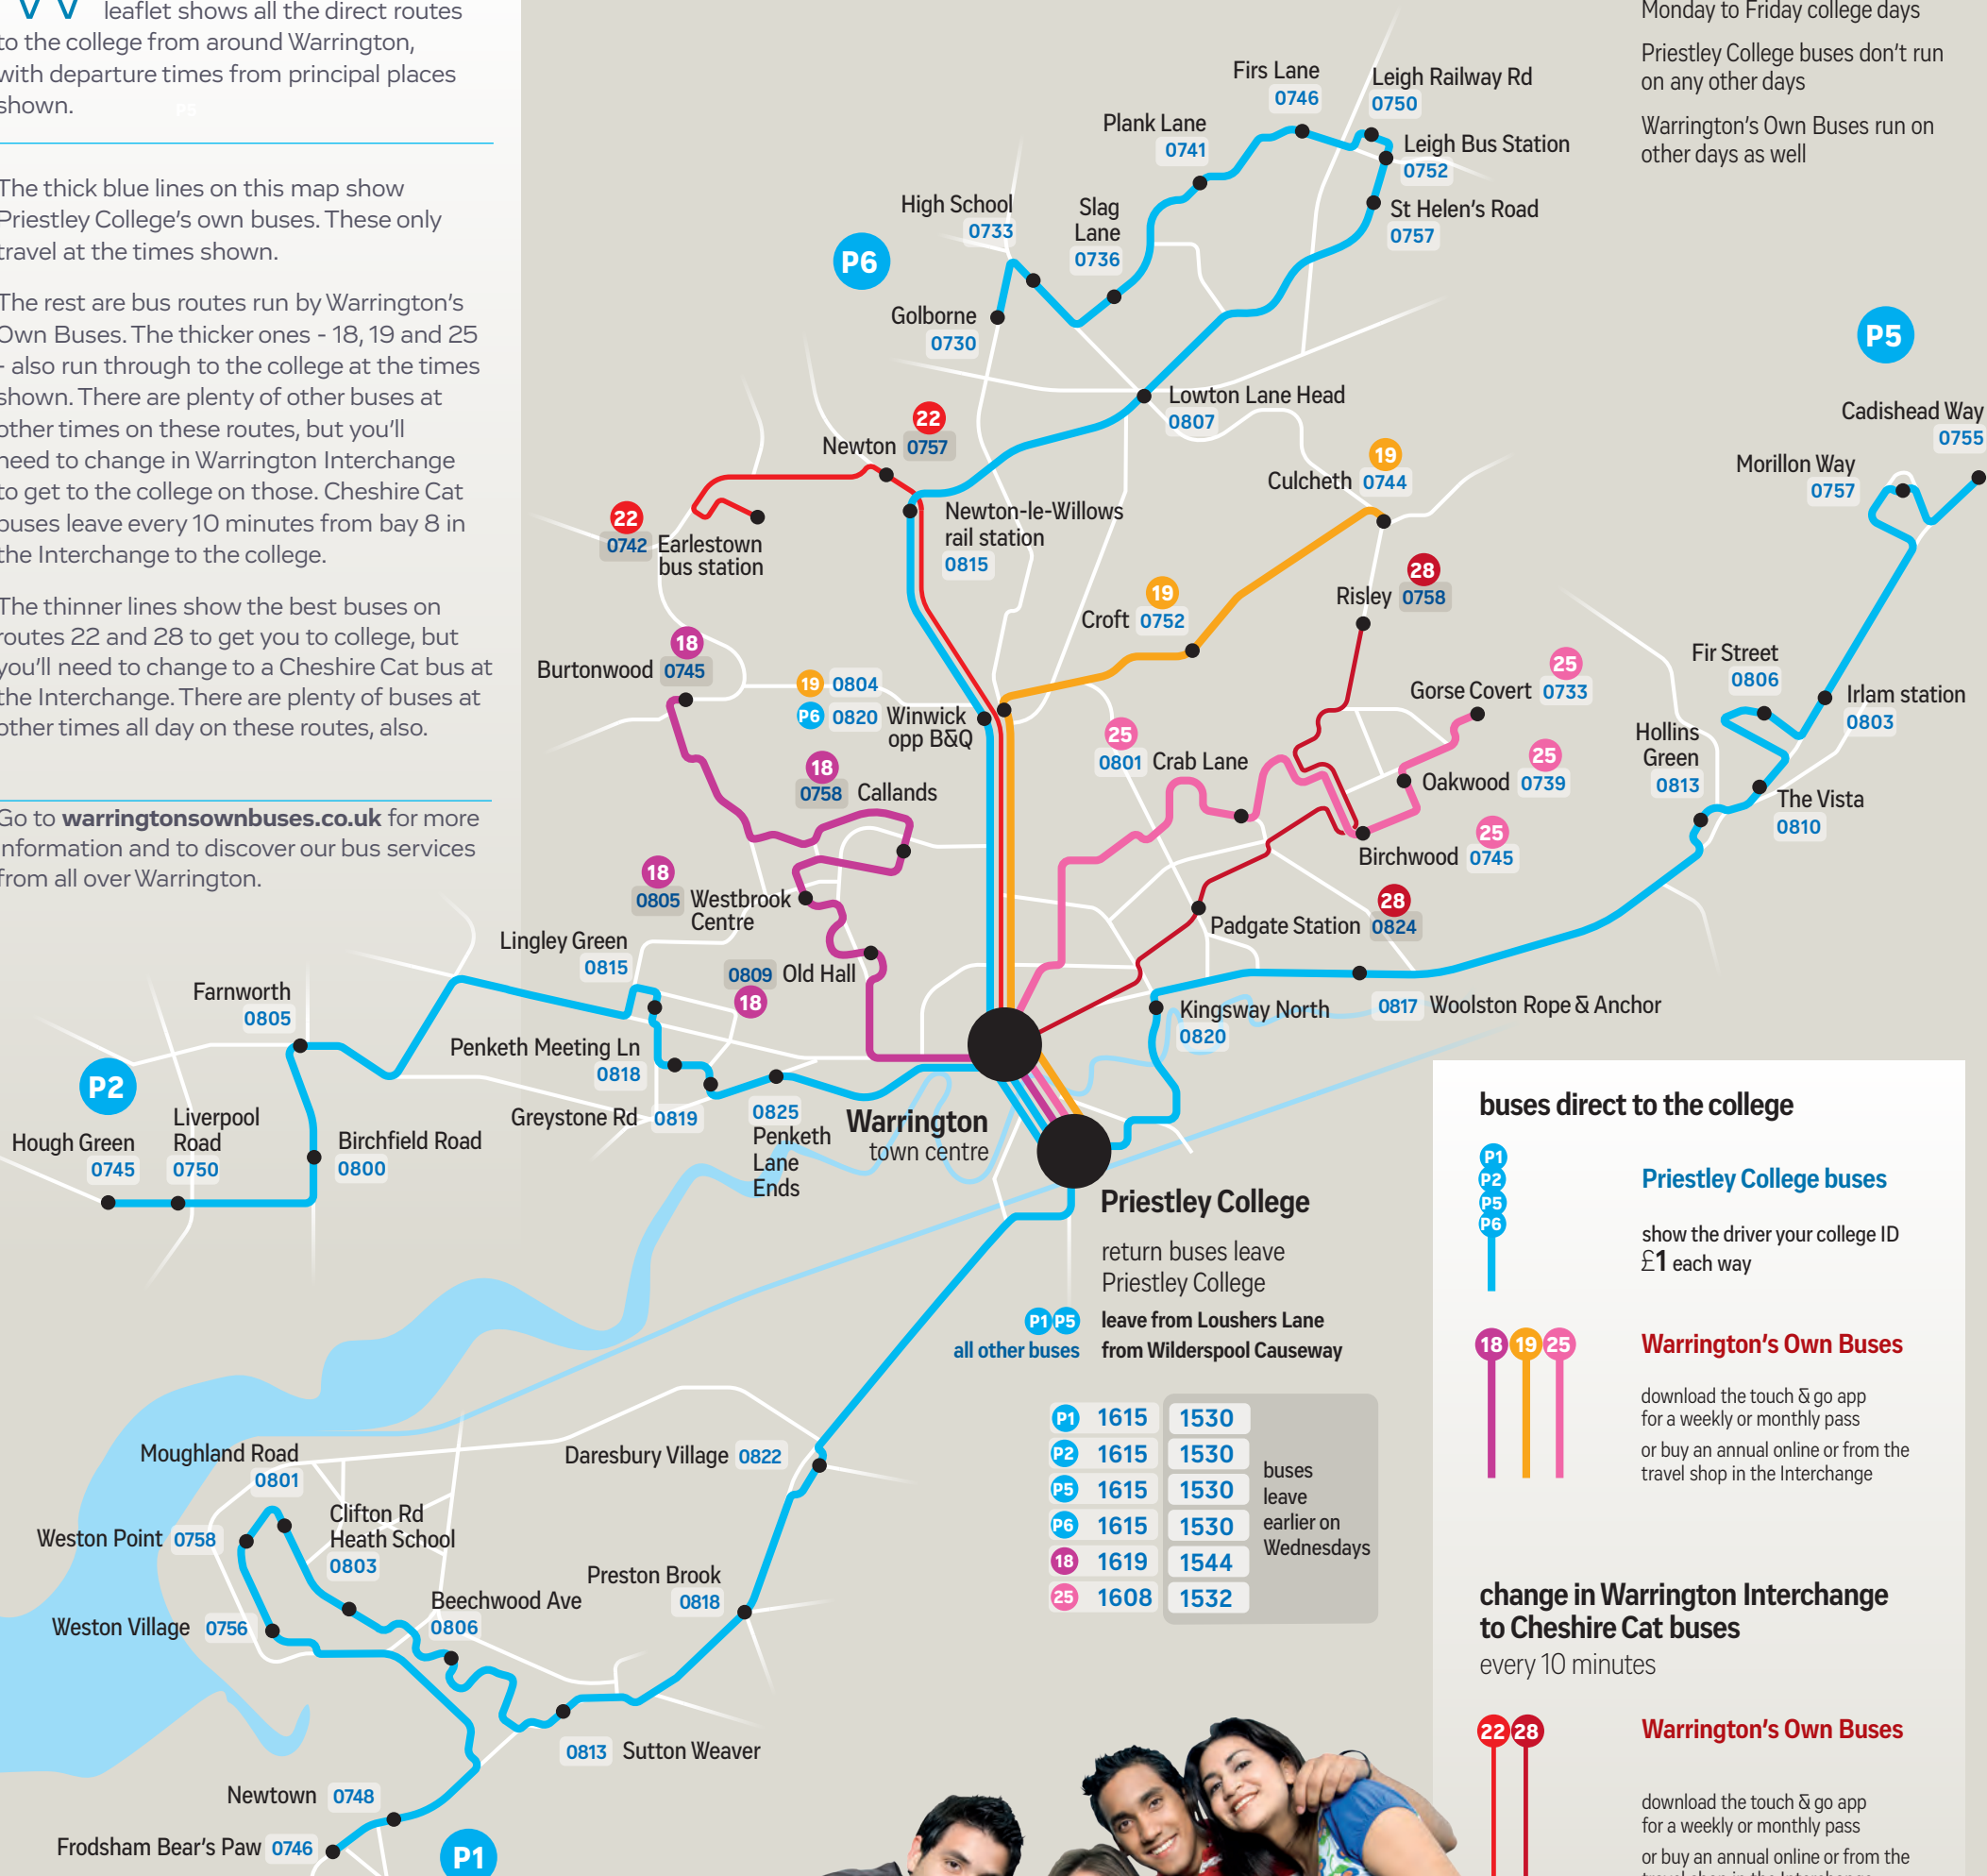 leaflet shows all the direct routes
to the college from around Warrington,
with departure times from principal places
shown.
P5
The thick blue lines on this map show
Priestley College's own buses. These only
travel at the times shown.
The rest are bus routes run by Warrington's
Own Buses. The thicker ones - 18, 19 and 25
- also run through to the college at the times
shown. There are plenty of other buses at
other times on these routes, but you'll
need to change in Warrington Interchange
to get to the college on those. Cheshire Cat
buses leave every 10 minutes from bay 8 in
the Interchange to the college.
The thinner lines show the best buses on
routes 22 and 28 to get you to college, but
you'll need to change to a Cheshire Cat bus at
the Interchange. There are plenty of buses at
other times all day on these routes, also.
Go to warringtonsownbuses.co.uk for more
information and to discover our bus services
from all over Warrington.
Monday to Friday college days
Priestley College buses don't run
on any other days
Warrington's Own Buses run on
other days as well
P6
Golborne
0730
High School
0733
Slag
Lane
0736
Plank Lane
0741
Firs Lane
0746
Leigh Railway Rd
0750
Leigh Bus Station
0752
St Helen's Road
0757
Lowton Lane Head
0807
Newton-le-Willows
rail station
0815
19 0804
P6 0820 Winwick
opp B&Q
22
Newton 0757
22
0742 Earlestown
bus station
19
Culcheth 0744
19
Croft 0752
28
Risley 0758
28
Padgate Station 0824
25
Gorse Covert 0733
25
Oakwood 0739
25
Birchwood 0745
25
0801 Crab Lane
18
Burtonwood 0745
18
0758 Callands
18
0805 Westbrook
Centre
0809 Old Hall
18
P5
Cadishead Way
0755
Morillon Way
0757
Irlam station
0803
Fir Street
0806
The Vista
0810
Hollins
Green
0813
0817 Woolston Rope & Anchor
Kingsway North
0820
P2
Hough Green
0745
Liverpool
Road
0750
Birchfield Road
0800
Farnworth
0805
Lingley Green
0815
Penketh Meeting Ln
0818
Greystone Rd 0819
0825
Penketh
Lane
Ends
Warrington
town centre
Priestley College
return buses leave
Priestley College
P1 P5 leave from Loushers Lane
all other buses from Wilderspool Causeway
P1 1615 1530
P2 1615 1530
P5 1615 1530
P6 1615 1530
18 1619 1544
25 1608 1532
buses
leave
earlier on
Wednesdays
Daresbury Village 0822
Preston Brook
0818
0813 Sutton Weaver
Beechwood Ave
0806
Clifton Rd
Heath School
0803
Moughland Road
0801
Weston Point 0758
Weston Village 0756
Newtown 0748
Frodsham Bear's Paw 0746
P1
buses direct to the college
P1
P2
P5
P6
Priestley College buses
show the driver your college ID
£1 each way
18 19 25
Warrington's Own Buses
download the touch & go app
for a weekly or monthly pass
or buy an annual online or from the
travel shop in the Interchange
change in Warrington Interchange
to Cheshire Cat buses
every 10 minutes
22 28
Warrington's Own Buses
download the touch & go app
for a weekly or monthly pass
or buy an annual online or from the